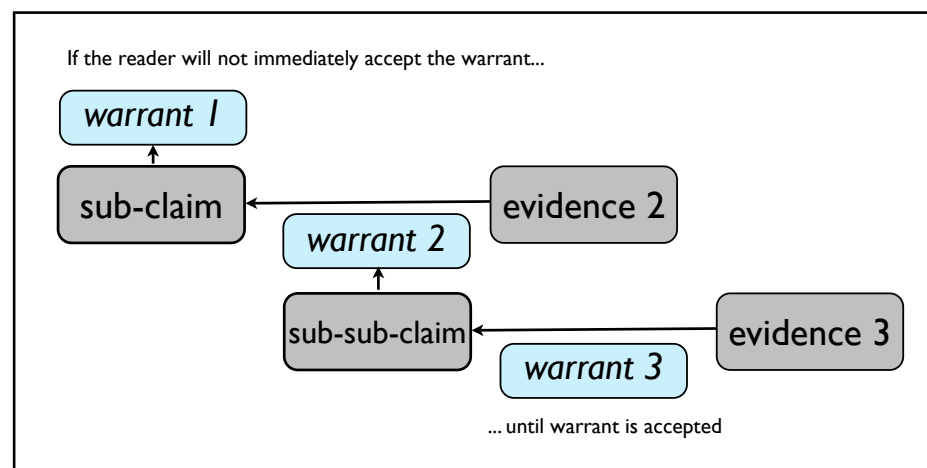 If the reader will not immediately accept the warrant...
warrant 1
sub-claim
evidence 2
warrant 2
sub-sub-claim
evidence 3
warrant 3
... until warrant is accepted